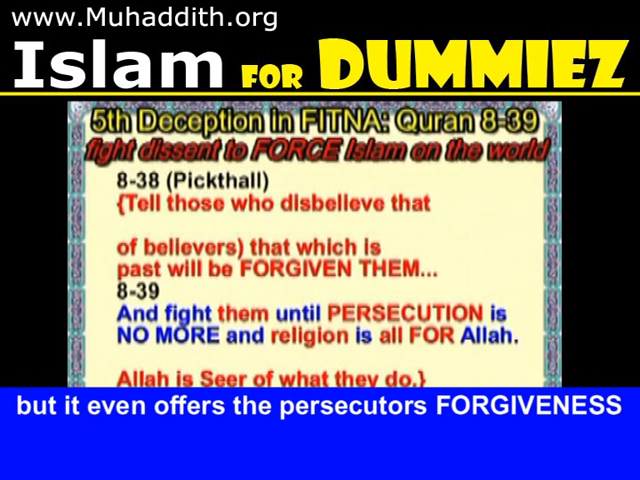 www.Muhaddith.org
Islam FOR DUMMIEZ
5th Deception in FITNA: Quran 8-39
fight dissent to FORCE Islam on the world
8-38 (Pickthall)
{Tell those who disbelieve that
of believers) that which is
past will be FORGIVEN THEM...
8-39
And fight them until PERSECUTION is
NO MORE and religion is all FOR Allah.
Allah is Seer of what they do.}
but it even offers the persecutors FORGIVENESS